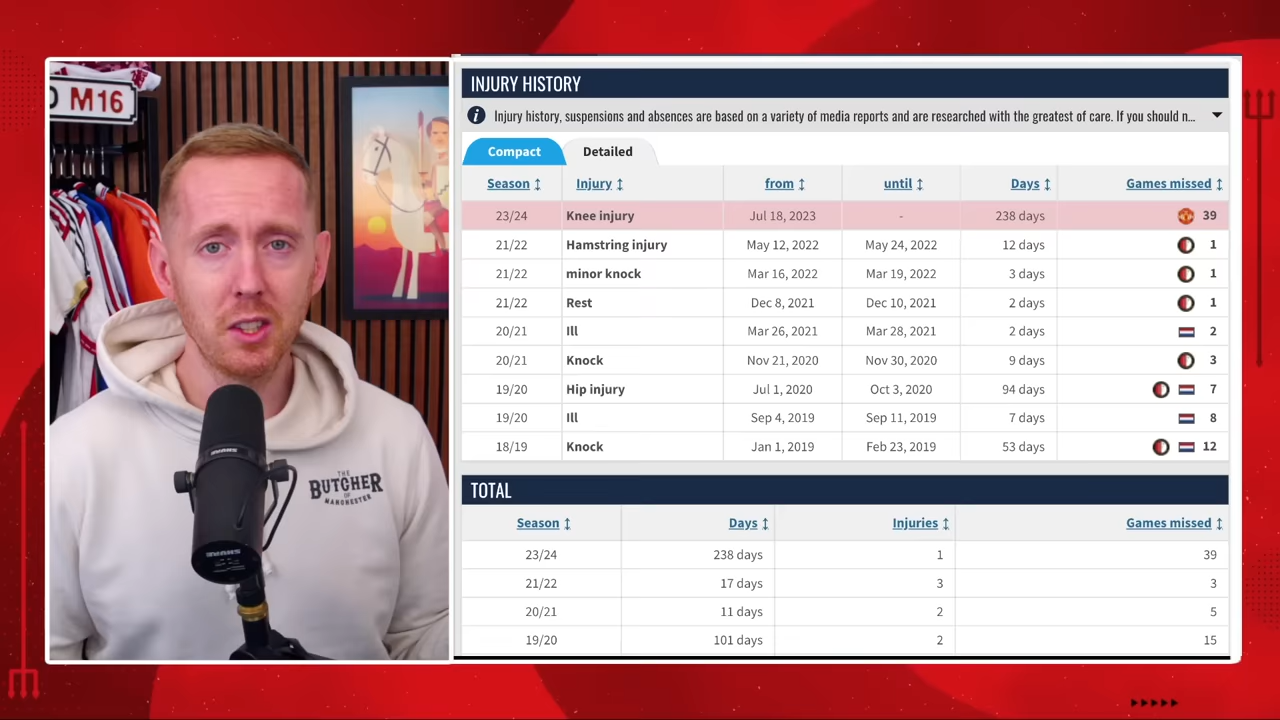 O M16
THE
BUTCHER
OF
MANCHESTER
INJURY HISTORY
i Injury history, suspensions and absences are based on a variety of media reports and are researched with the greatest of care. If you should n...
Compact Detailed
Season Injury from until Days Games missed
23/24 Knee injury Jul 18, 2023 - 238 days 39
21/22 Hamstring injury May 12, 2022 May 24, 2022 12 days 1
21/22 minor knock Mar 16, 2022 Mar 19, 2022 3 days 1
21/22 Rest Dec 8, 2021 Dec 10, 2021 2 days 1
20/21 Ill Mar 26, 2021 Mar 28, 2021 2 days 2
20/21 Knock Nov 21, 2020 Nov 30, 2020 9 days 3
19/20 Hip injury Jul 1, 2020 Oct 3, 2020 94 days 7
19/20 Ill Sep 4, 2019 Sep 11, 2019 7 days 8
18/19 Knock Jan 1, 2019 Feb 23, 2019 53 days 12
TOTAL
Season Days Injuries Games missed
23/24 238 days 1 39
21/22 17 days 3 3
20/21 11 days 2 5
19/20 101 days 2 15